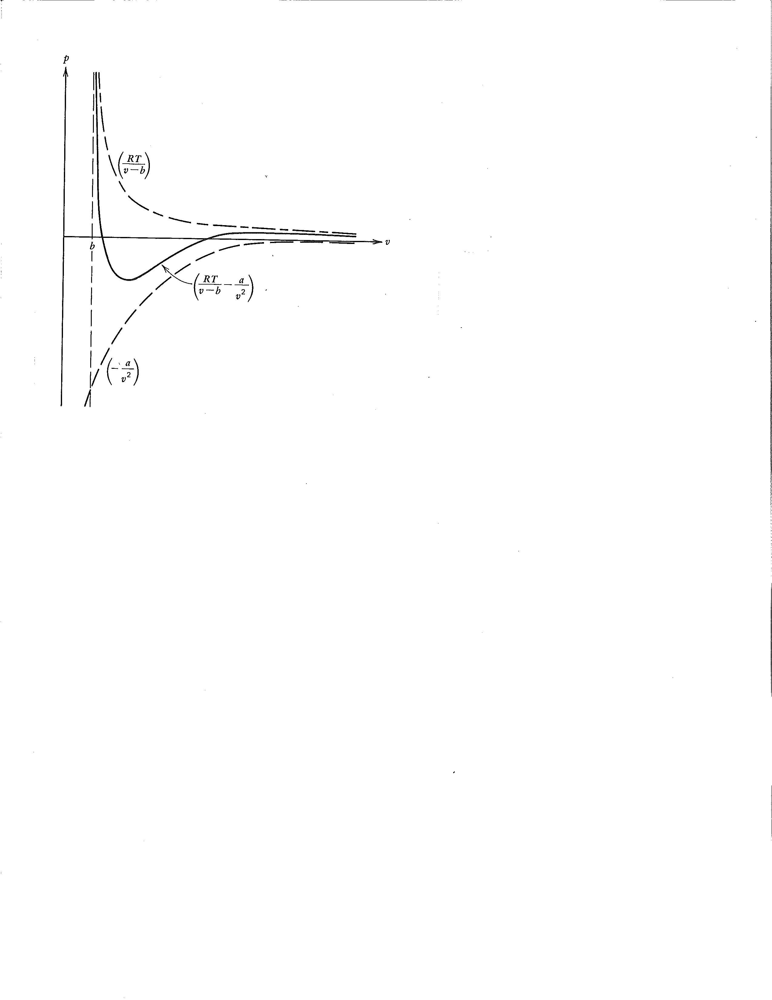 p
(RT / v − b)
b
v
(RT / v − b − a / v²)
(− a / v²)